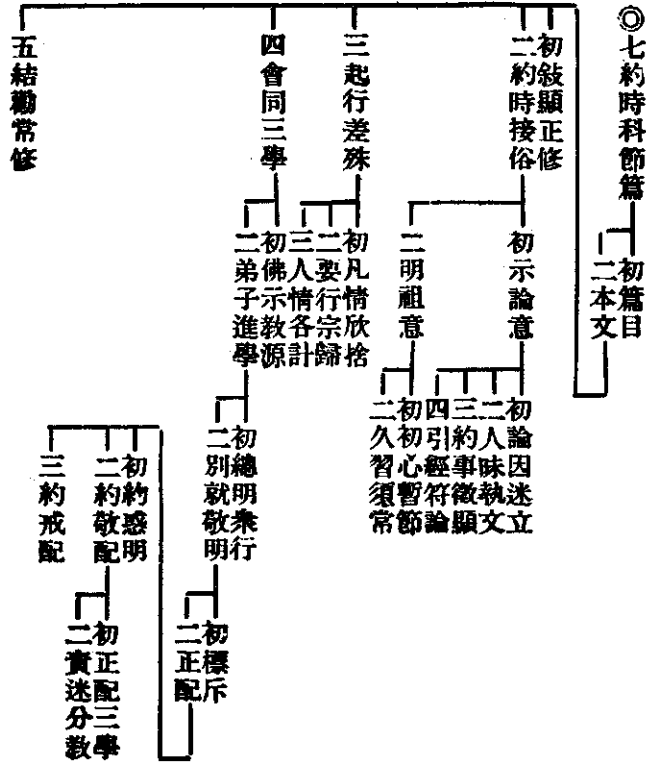 ◎七約時科節篇
初篇目
二本文
初敍顯正修
二約時接俗
初示論意
初論因迷立
二人昧執文
三約事徵顯
四引經符論
二明祖意
初初心暫節
二久習須常
三起行差殊
初凡情欣捨
二要行宗歸
三人情各計
四會同三學
初佛示教源
二弟子進學
初總明衆行
二別就敬明
初標斥
二正配
初約惑明
二約敬配
初正配三學
二責迷分教
三約戒配
五結勸常修